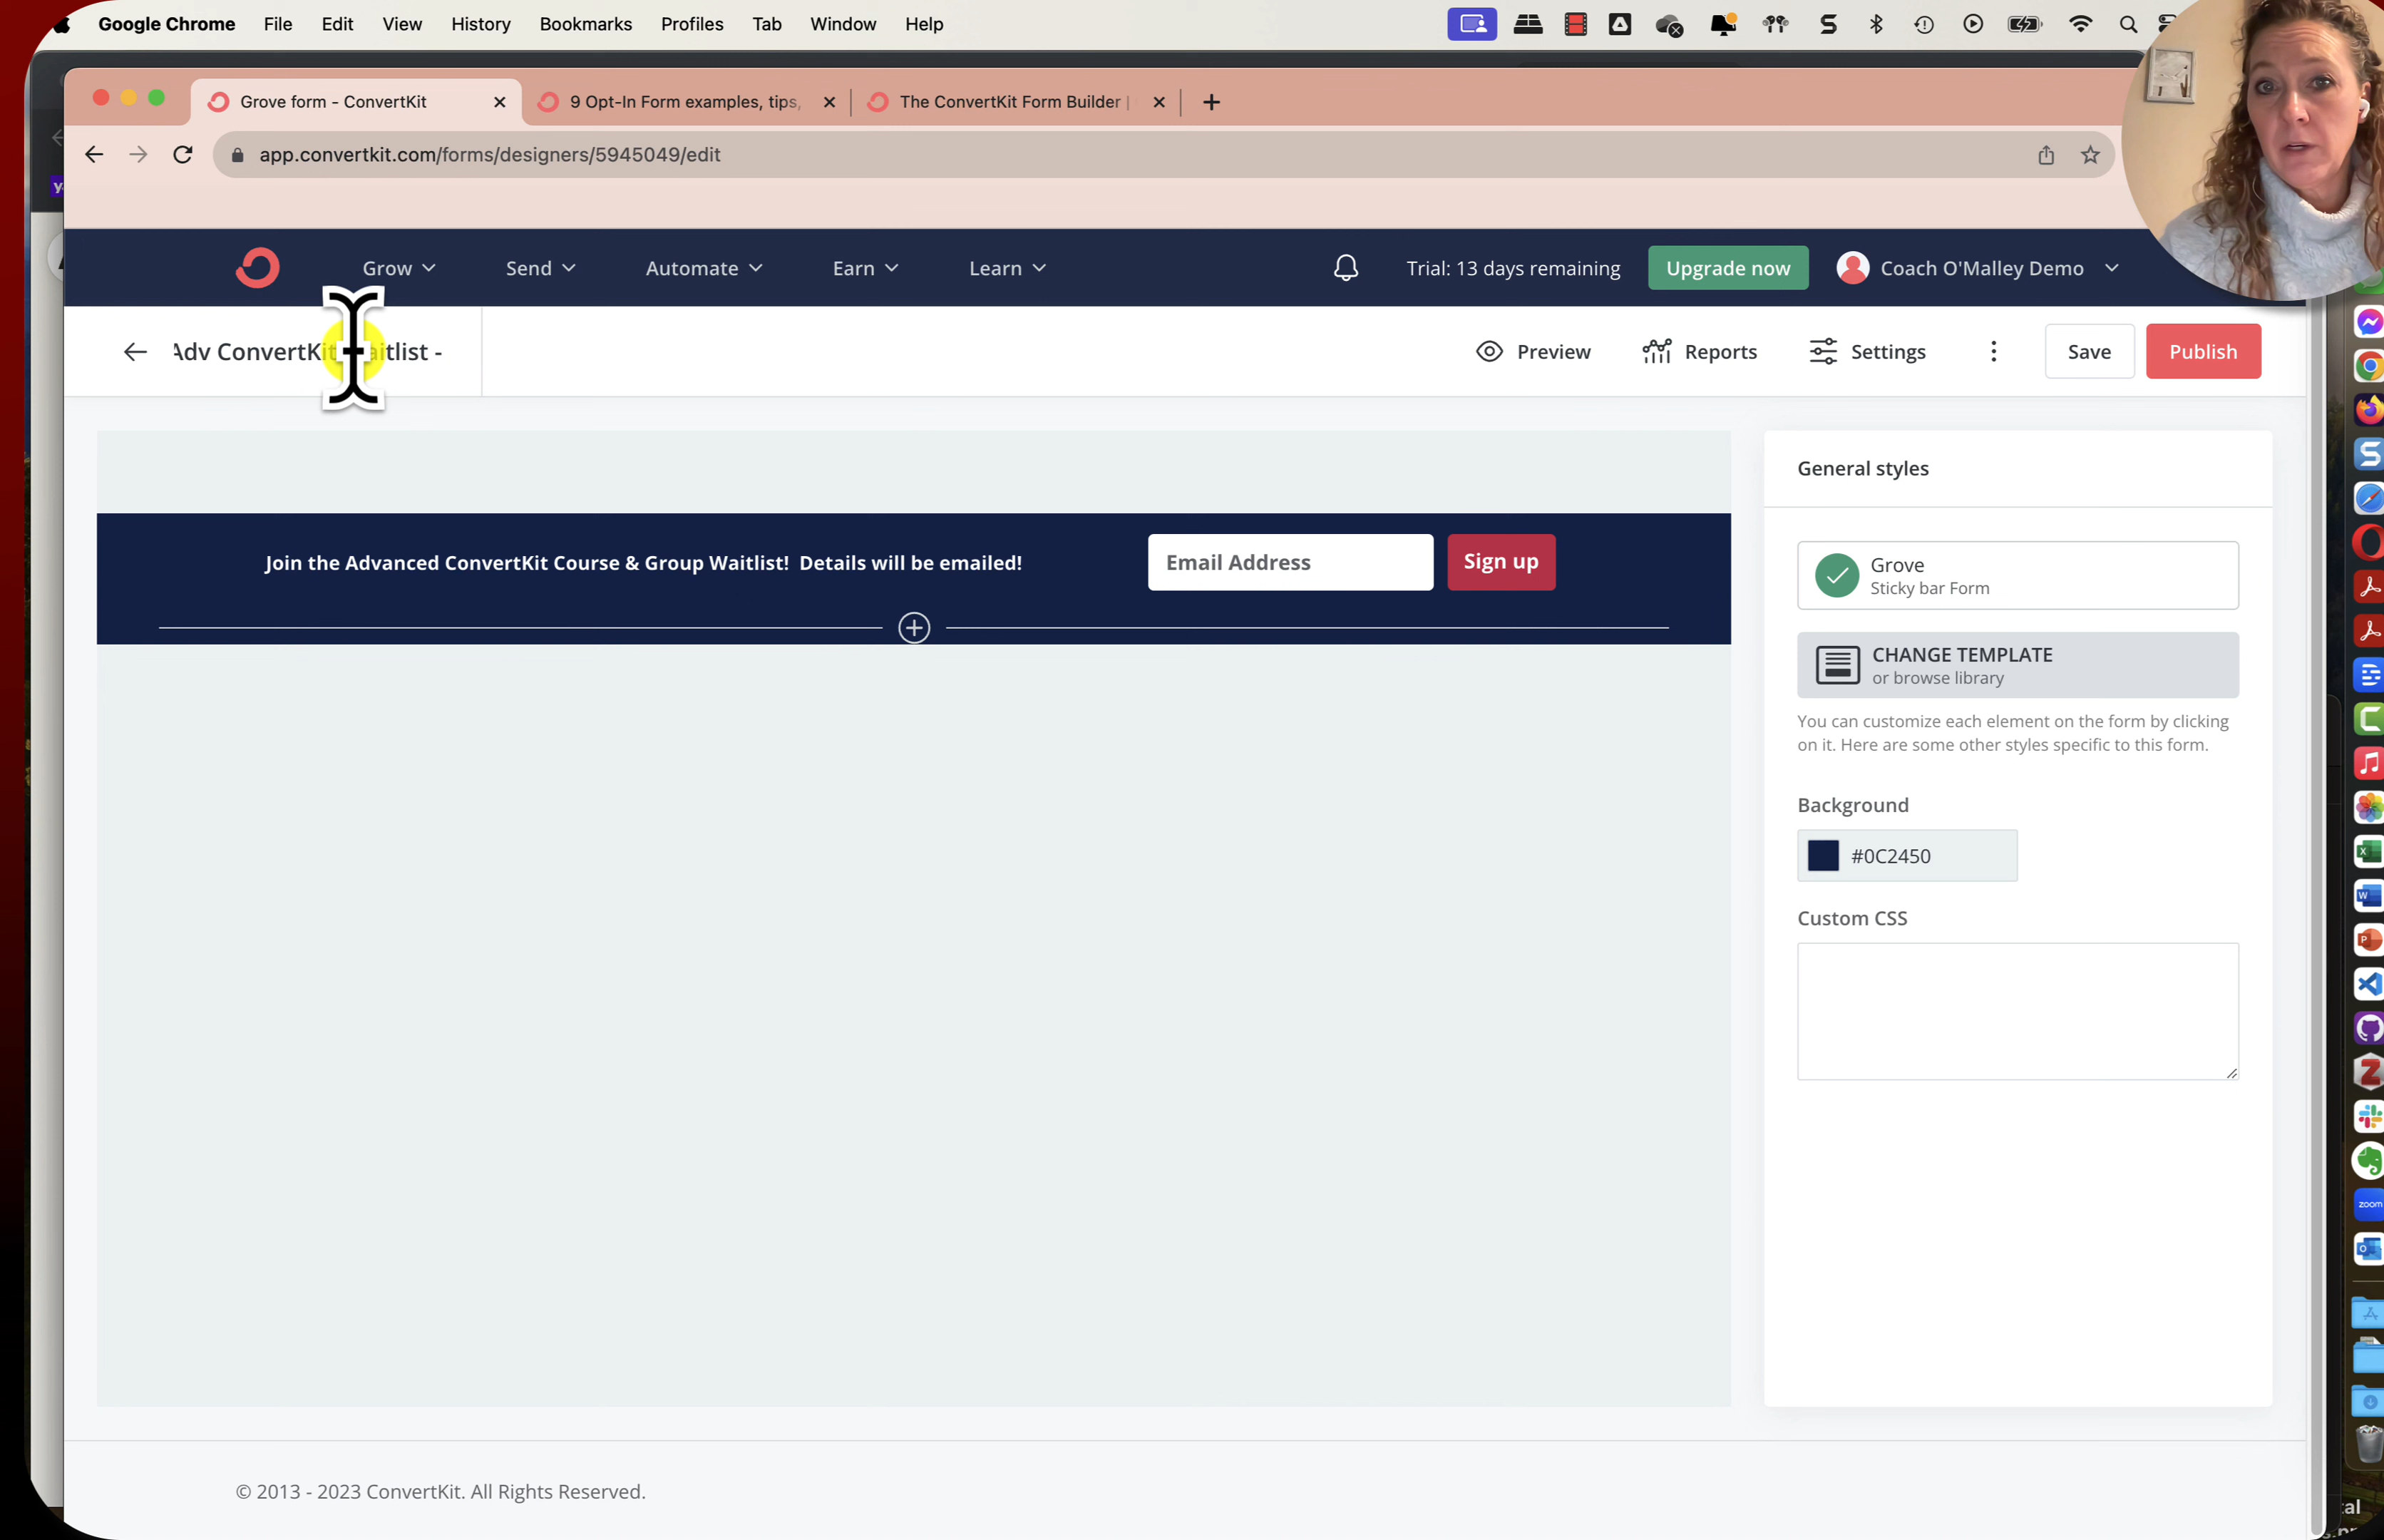 Google Chrome File Edit View History Bookmarks Profiles Tab Window Help
Grove form - ConvertKit
9 Opt-In Form examples, tips,
The ConvertKit Form Builder |
app.convertkit.com/forms/designers/5945049/edit
Grow Send Automate Earn Learn Trial: 13 days remaining Upgrade now Coach O'Malley Demo
Adv ConvertKit Waitlist - Preview Reports Settings Save Publish
General styles
Join the Advanced ConvertKit Course & Group Waitlist! Details will be emailed! Email Address Sign up
Grove
Sticky bar Form
CHANGE TEMPLATE
or browse library
You can customize each element on the form by clicking
on it. Here are some other styles specific to this form.
Background
#0C2450
Custom CSS
zoom
© 2013 - 2023 ConvertKit. All Rights Reserved.